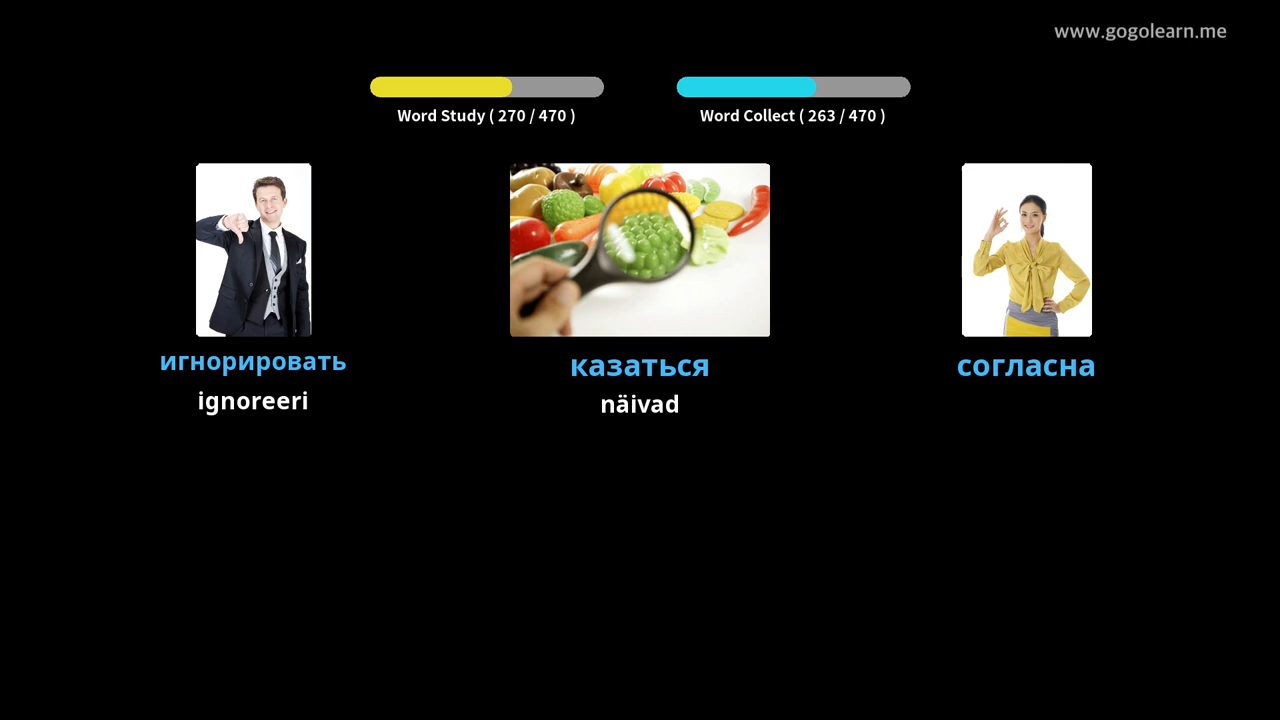 www.gogolearn.me
Word Study ( 270 / 470 )
Word Collect ( 263 / 470 )
игнорировать
ignoreeri
казаться
näivad
согласна